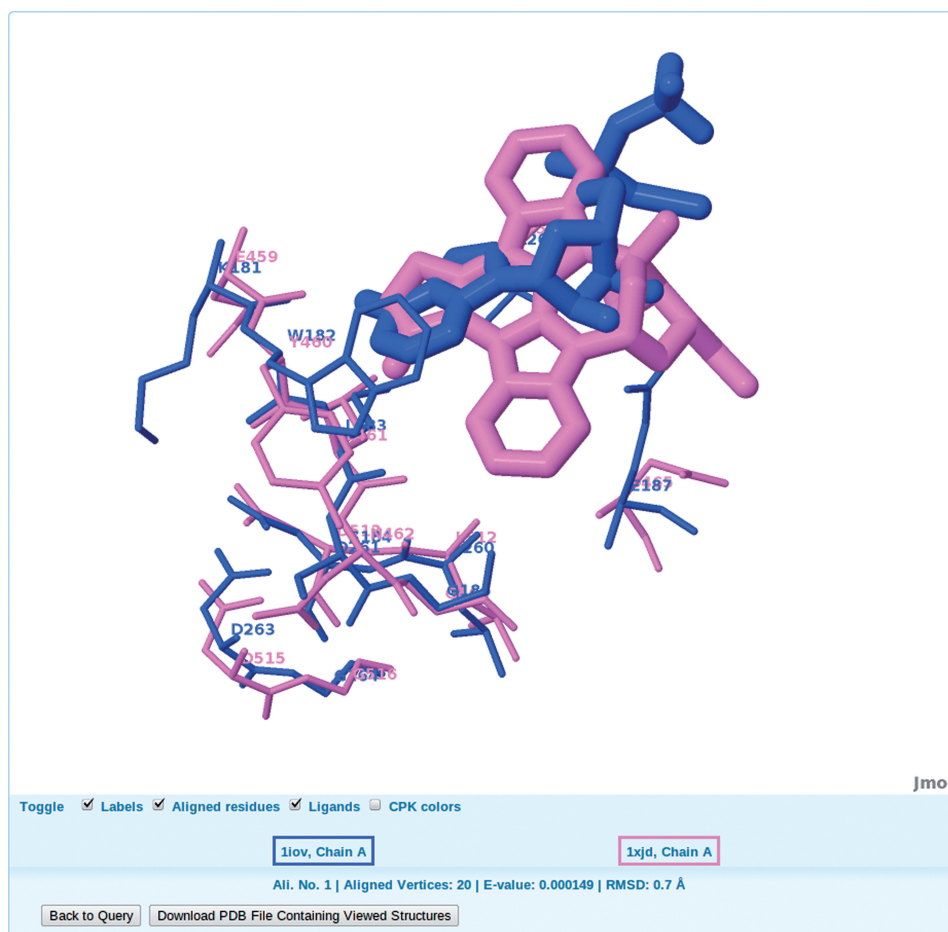 E459
K181
W182
Y460
E187
D263
D515
Jmo
Toggle Labels Aligned residues Ligands CPK colors
1iov, Chain A 1xjd, Chain A
Ali. No. 1 | Aligned Vertices: 20 | E-value: 0.000149 | RMSD: 0.7 Å
Back to Query Download PDB File Containing Viewed Structures